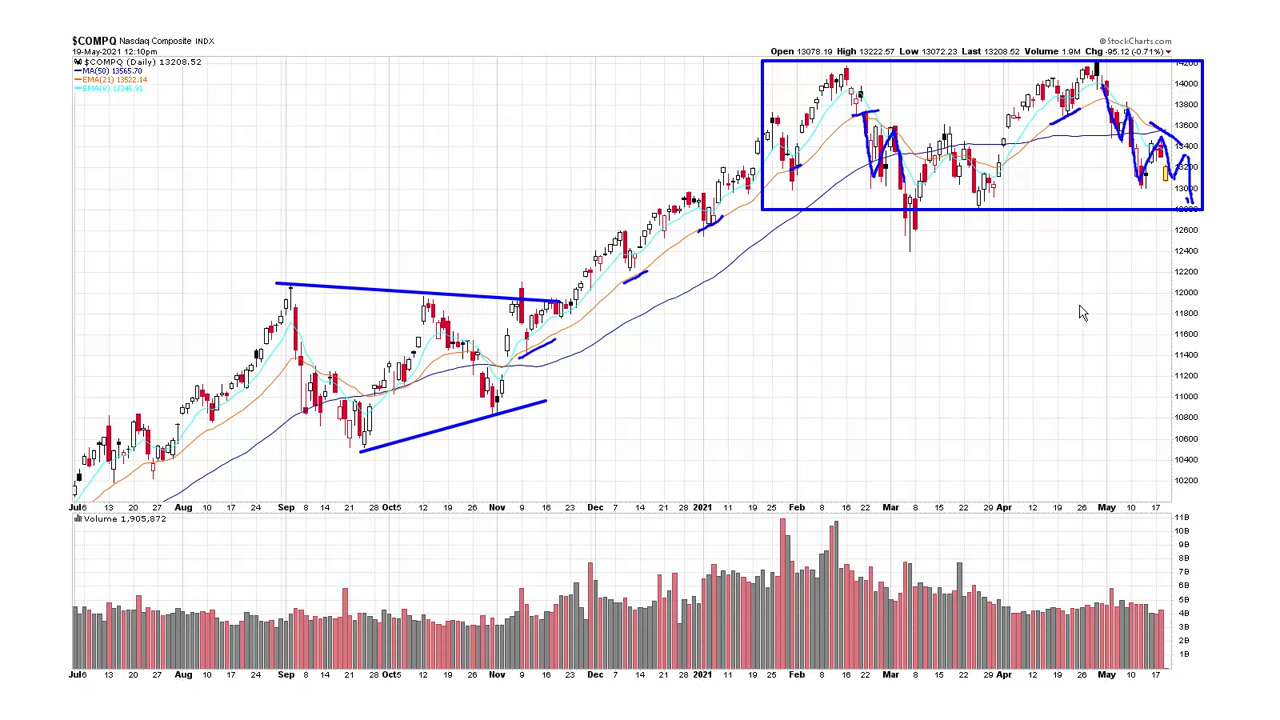 $COMPQ Nasdaq Composite INDX
© StockCharts.com
19-May-2021 12:10pm
Open 13078.19 High 13222.57 Low 13072.23 Last 13208.52 Volume 1.9M Chg -95.12 (-0.71%)
$COMPQ (Daily) 13208.52
MA(50) 13565.70
EMA(21) 13522.14
EMA(8) 13345.91
14200
14000
13800
13600
13400
13200
13000
12800
12600
12400
12200
12000
11800
11600
11400
11200
11000
10800
10600
10400
10200
Jul 6 13 20 27 Aug 10 17 24 Sep 8 14 21 28 Oct 5 12 19 26 Nov 9 16 23 Dec 7 14 21 28 2021 11 19 25 Feb 8 16 22 Mar 8 15 22 29 Apr 12 19 26 May 10 17
Volume 1,905,872
11B
10B
9B
8B
7B
6B
5B
4B
3B
2B
1B
Jul 6 13 20 27 Aug 10 17 24 Sep 8 14 21 28 Oct 5 12 19 26 Nov 9 16 23 Dec 7 14 21 28 2021 11 19 25 Feb 8 16 22 Mar 8 15 22 29 Apr 12 19 26 May 10 17